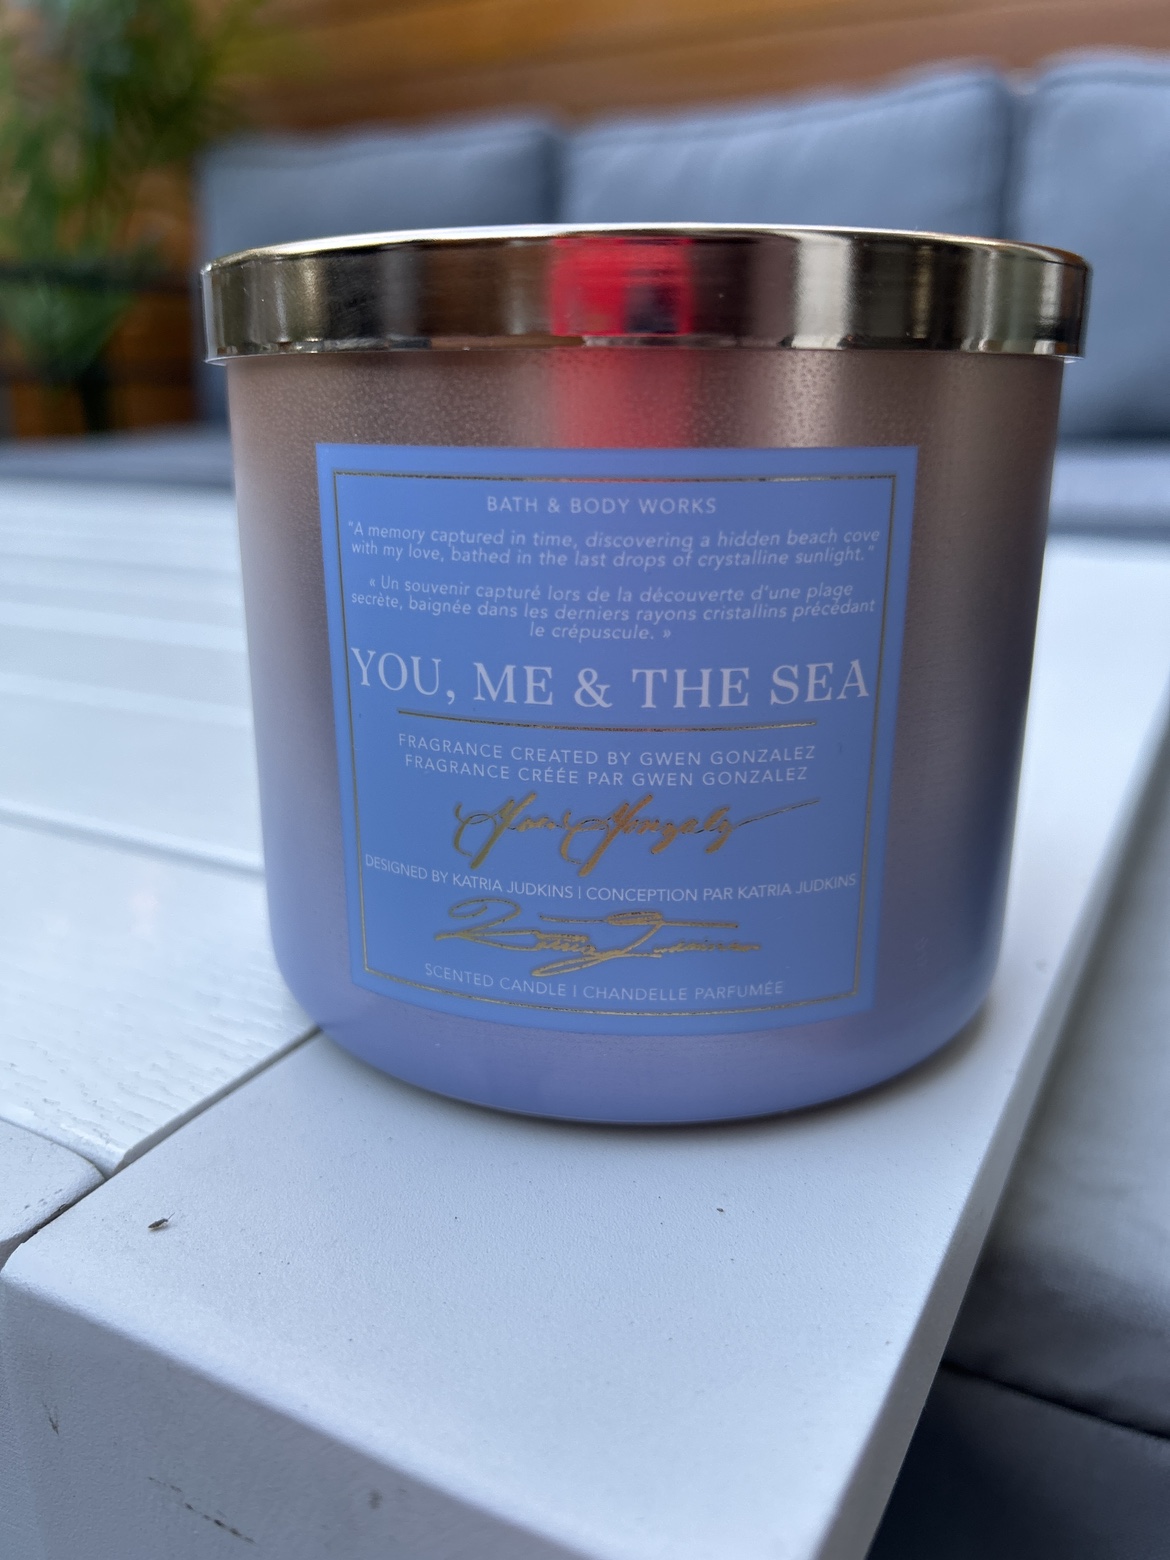 BATH & BODY WORKS
"A memory captured in time, discovering a hidden beach cove
with my love, bathed in the last drops of crystalline sunlight."
« Un souvenir capturé lors de la découverte d'une plage
secrète, baignée dans les derniers rayons cristallins précédant
le crépuscule. »
YOU, ME & THE SEA
FRAGRANCE CREATED BY GWEN GONZALEZ
FRAGRANCE CRÉÉE PAR GWEN GONZALEZ
Gwen Gonzalez
DESIGNED BY KATRIA JUDKINS | CONCEPTION PAR KATRIA JUDKINS
SCENTED CANDLE | CHANDELLE PARFUMÉE